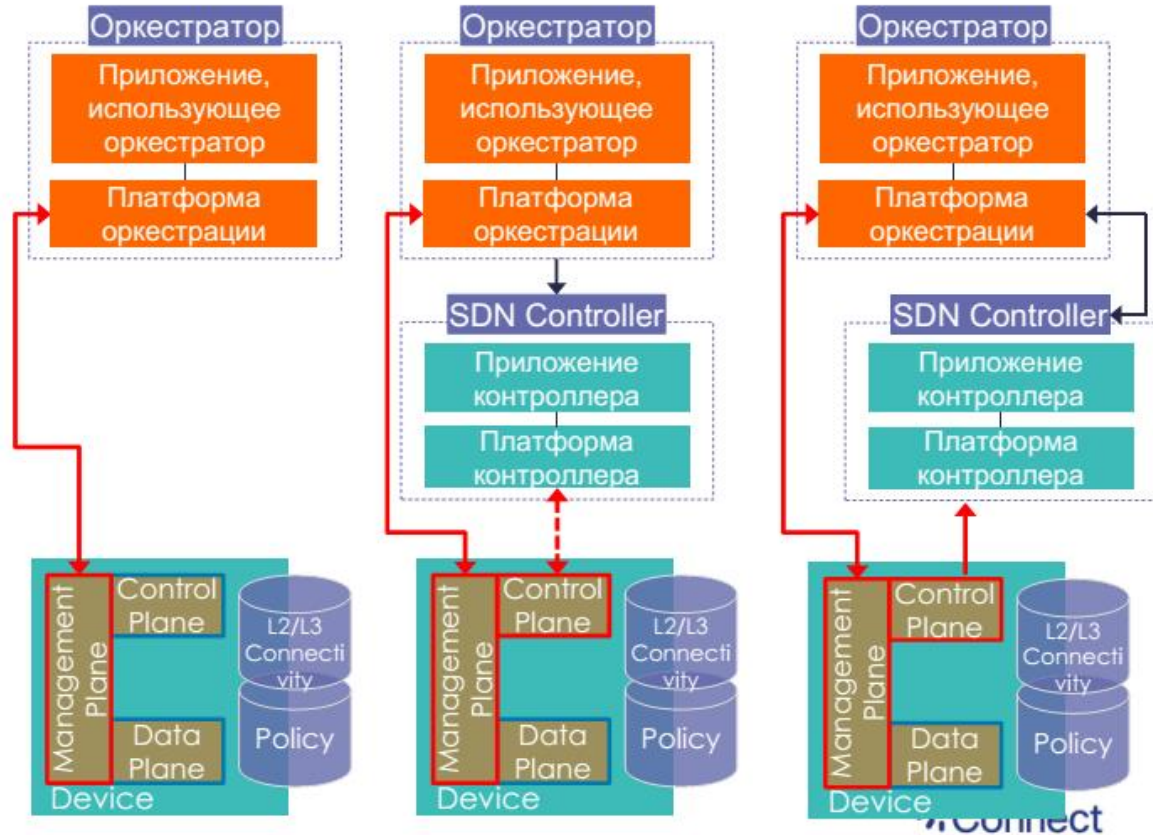 Оркестратор
Приложение,
использующее
оркестратор
Платформа
оркестрации
Management
Plane
Control
Plane
Data
Plane
Device
L2/L3
Connecti
vity
Policy
Оркестратор
Приложение,
использующее
оркестратор
Платформа
оркестрации
SDN Controller
Приложение
контроллера
Платформа
контроллера
Management
Plane
Control
Plane
Data
Plane
Device
L2/L3
Connecti
vity
Policy
Оркестратор
Приложение,
использующее
оркестратор
Платформа
оркестрации
SDN Controller
Приложение
контроллера
Платформа
контроллера
Management
Plane
Control
Plane
Data
Plane
Device
L2/L3
Connecti
vity
Policy
Connect